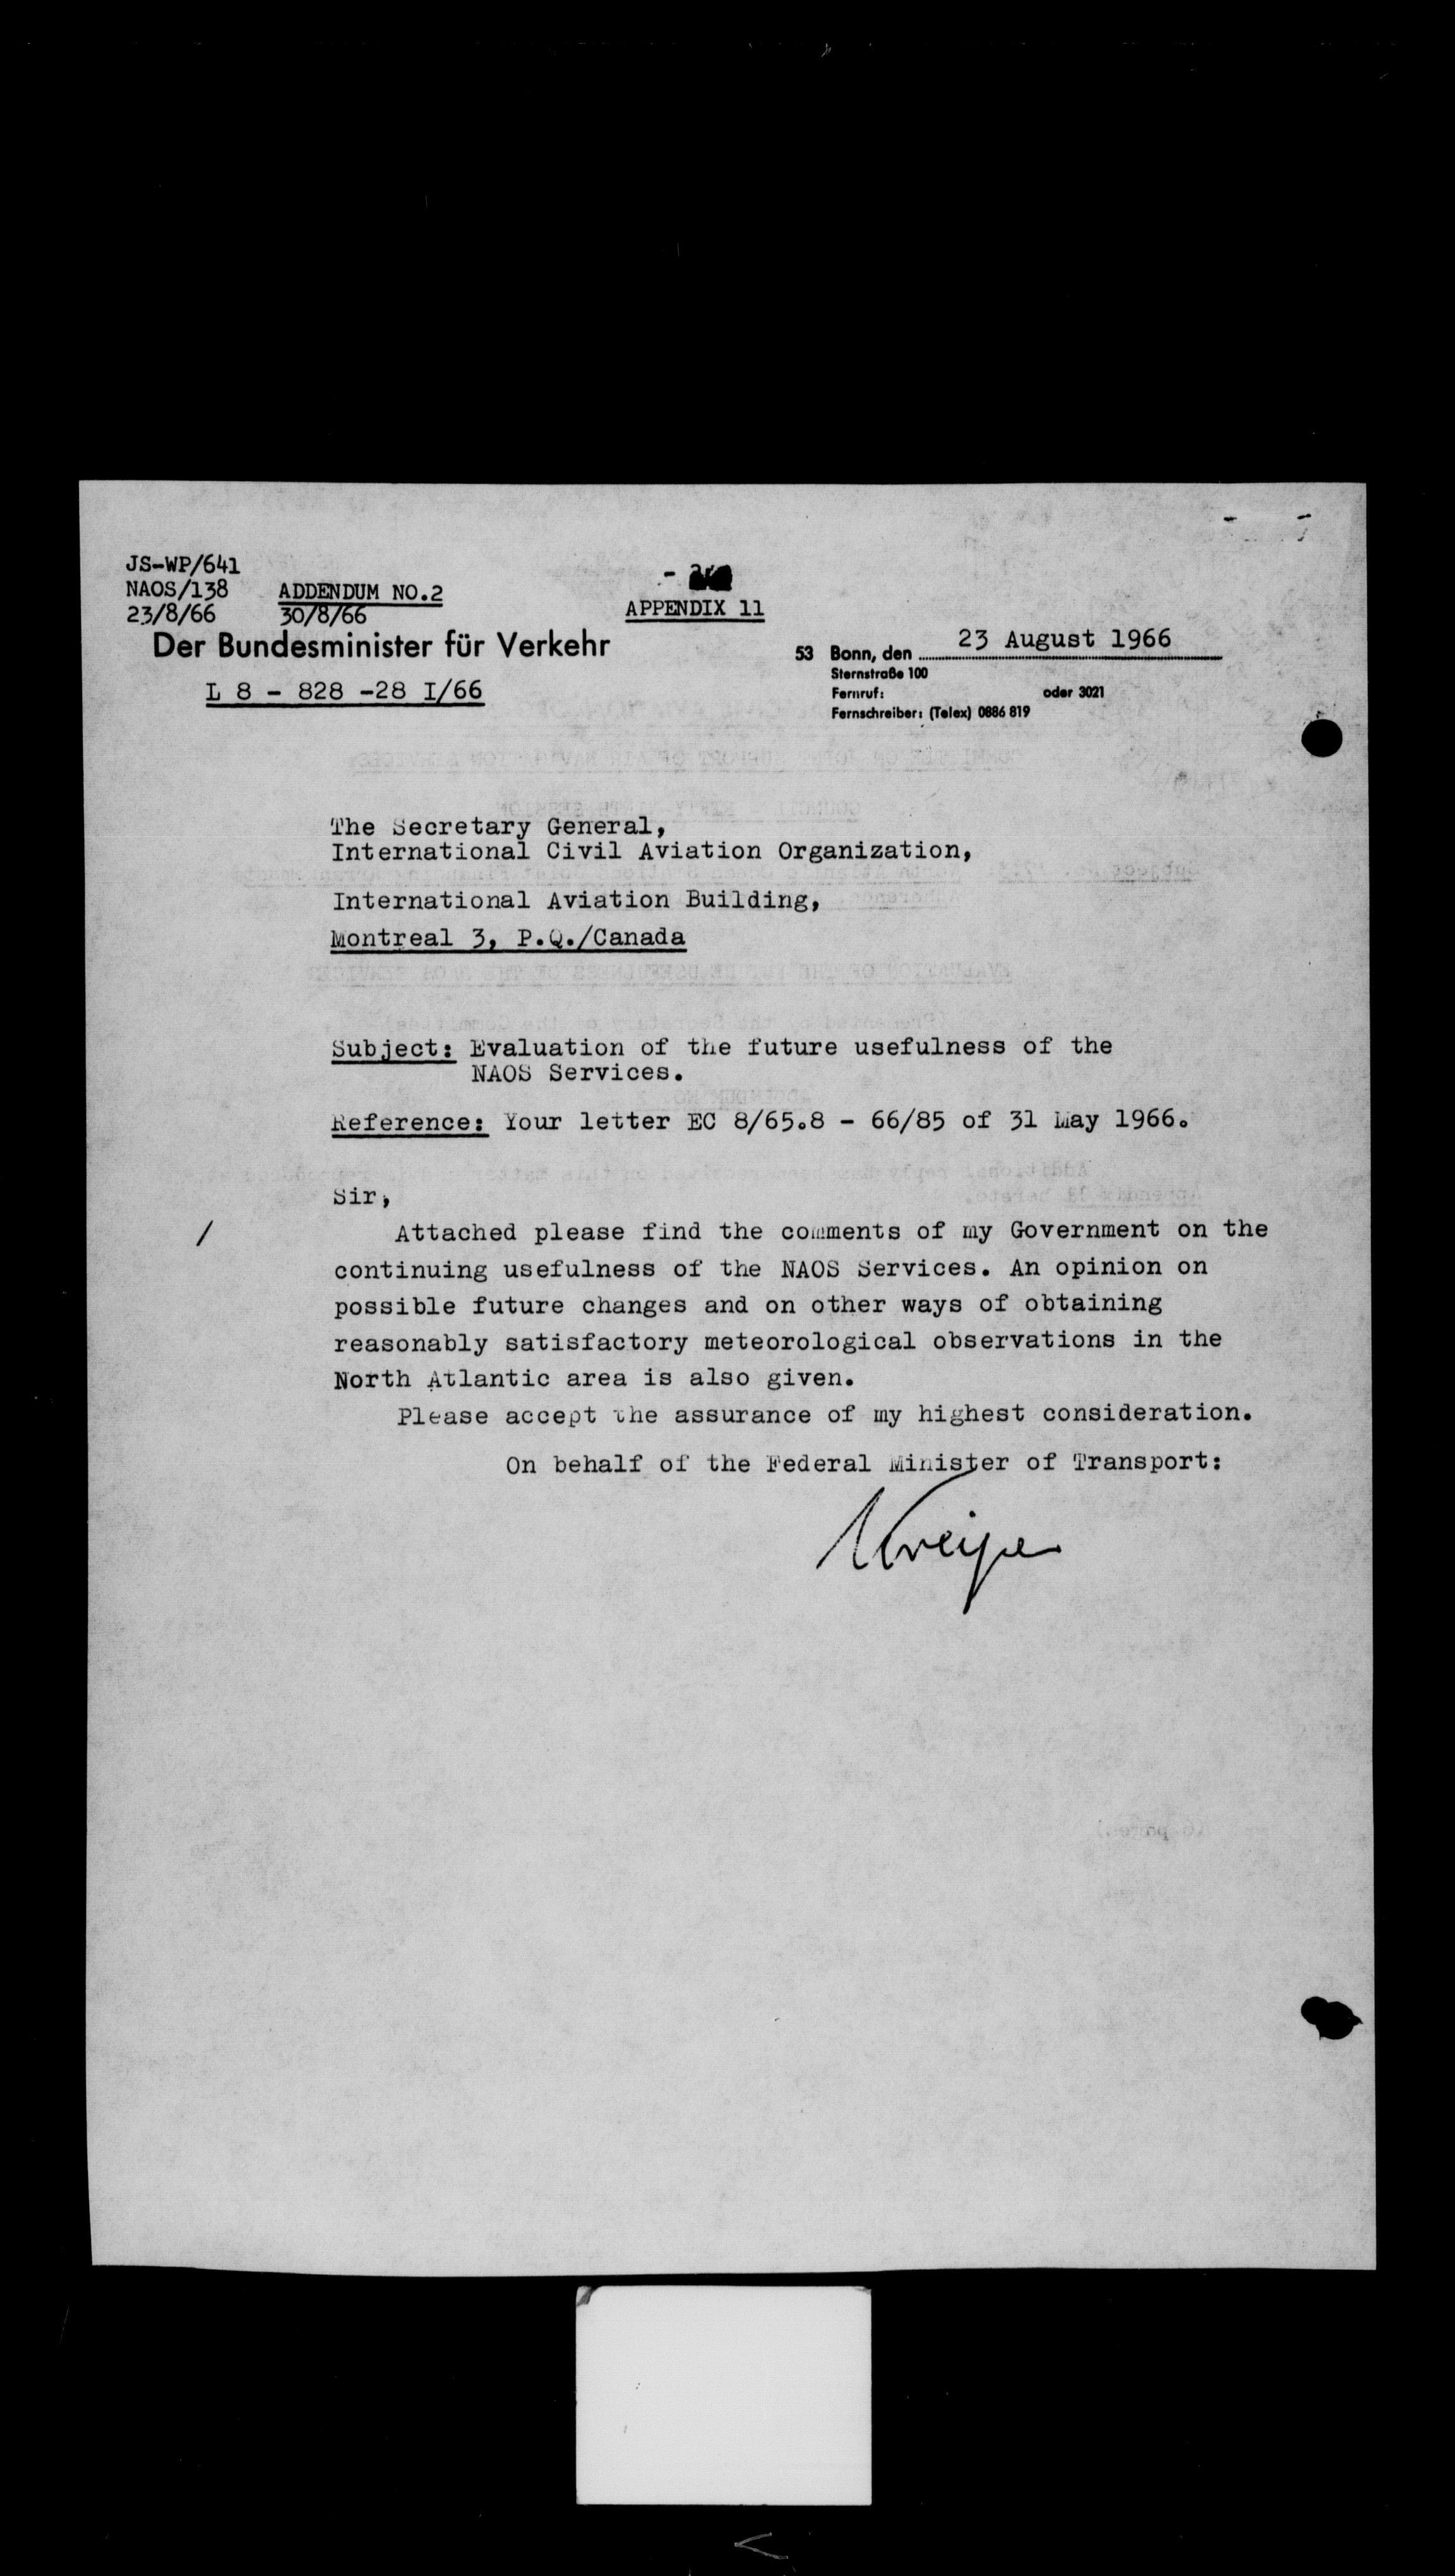 JS-WP/641
NAOS/138 ADDENDUM NO.2
23/8/66 30/8/66
APPENDIX 11
Der Bundesminister für Verkehr
L 8 - 828 -28 I/66
53 Bonn, den 23 August 1966
Sternstraße 100
Fernruf: oder 3021
Fernschreiber: (Telex) 0886 819
The Secretary General,
International Civil Aviation Organization,
International Aviation Building,
Montreal 3, P.Q./Canada
Subject: Evaluation of the future usefulness of the
NAOS Services.
Reference: Your letter EC 8/65.8 - 66/85 of 31 May 1966.
Sir,
/ Attached please find the comments of my Government on the
continuing usefulness of the NAOS Services. An opinion on
possible future changes and on other ways of obtaining
reasonably satisfactory meteorological observations in the
North Atlantic area is also given.
Please accept the assurance of my highest consideration.
On behalf of the Federal Minister of Transport:
Kreipe